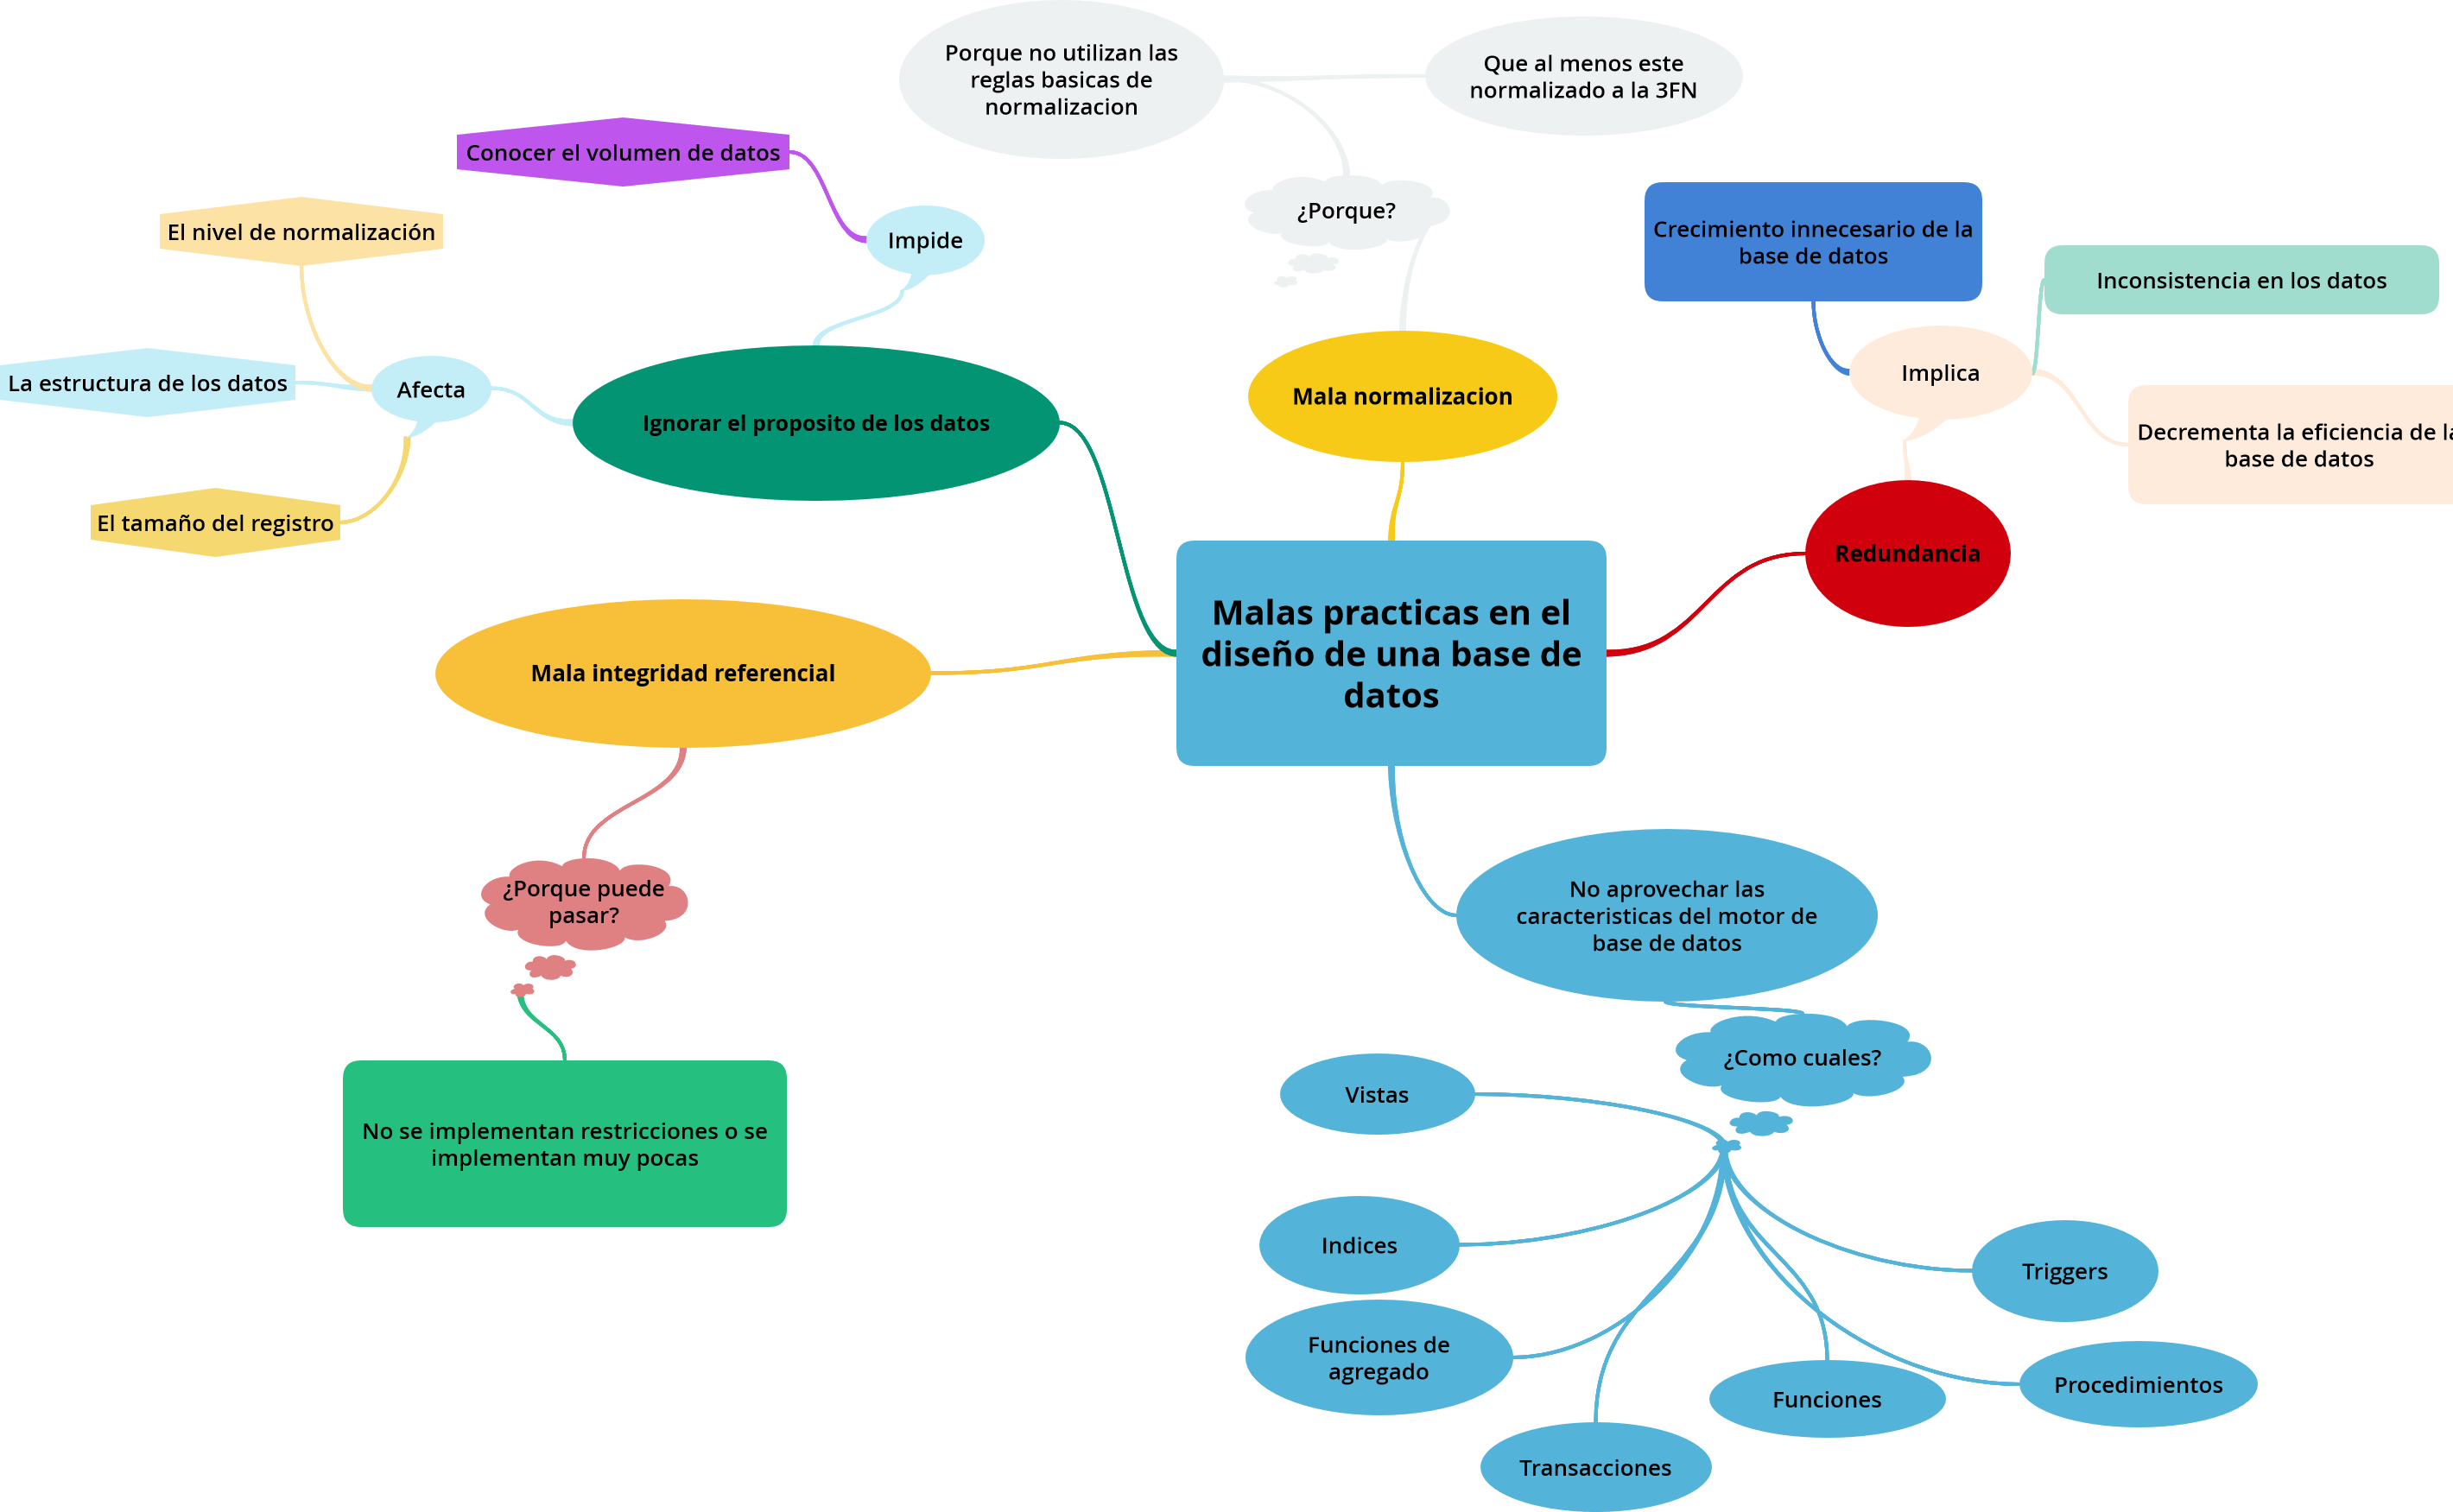 Porque no utilizan las
reglas basicas de
normalizacion
Que al menos este
normalizado a la 3FN
Conocer el volumen de datos
¿Porque?
El nivel de normalización
Impide
Crecimiento innecesario de la
base de datos
Inconsistencia en los datos
La estructura de los datos
Afecta
Implica
Ignorar el proposito de los datos
Mala normalizacion
Decrementa la eficiencia de la
base de datos
El tamaño del registro
Redundancia
Malas practicas en el
diseño de una base de
datos
Mala integridad referencial
¿Porque puede
pasar?
No aprovechar las
caracteristicas del motor de
base de datos
¿Como cuales?
Vistas
No se implementan restricciones o se
implementan muy pocas
Indices
Triggers
Funciones de
agregado
Procedimientos
Funciones
Transacciones